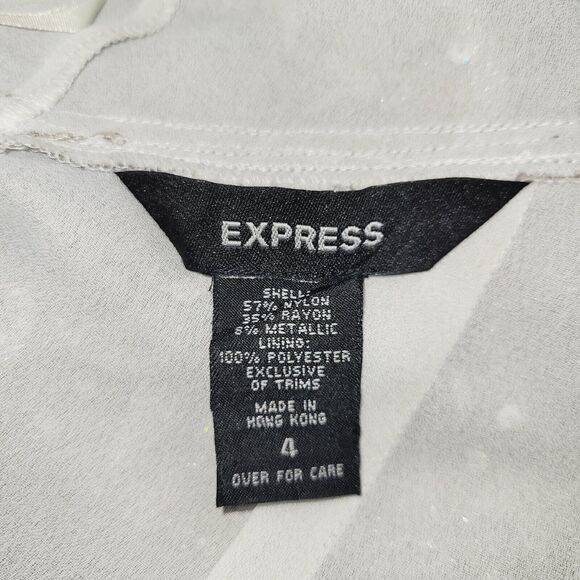 EXPRESS
SHELL:
57% NYLON
35% RAYON
8% METALLIC
LINING:
100% POLYESTER
EXCLUSIVE
OF TRIMS
MADE IN
HONG KONG
4
OVER FOR CARE